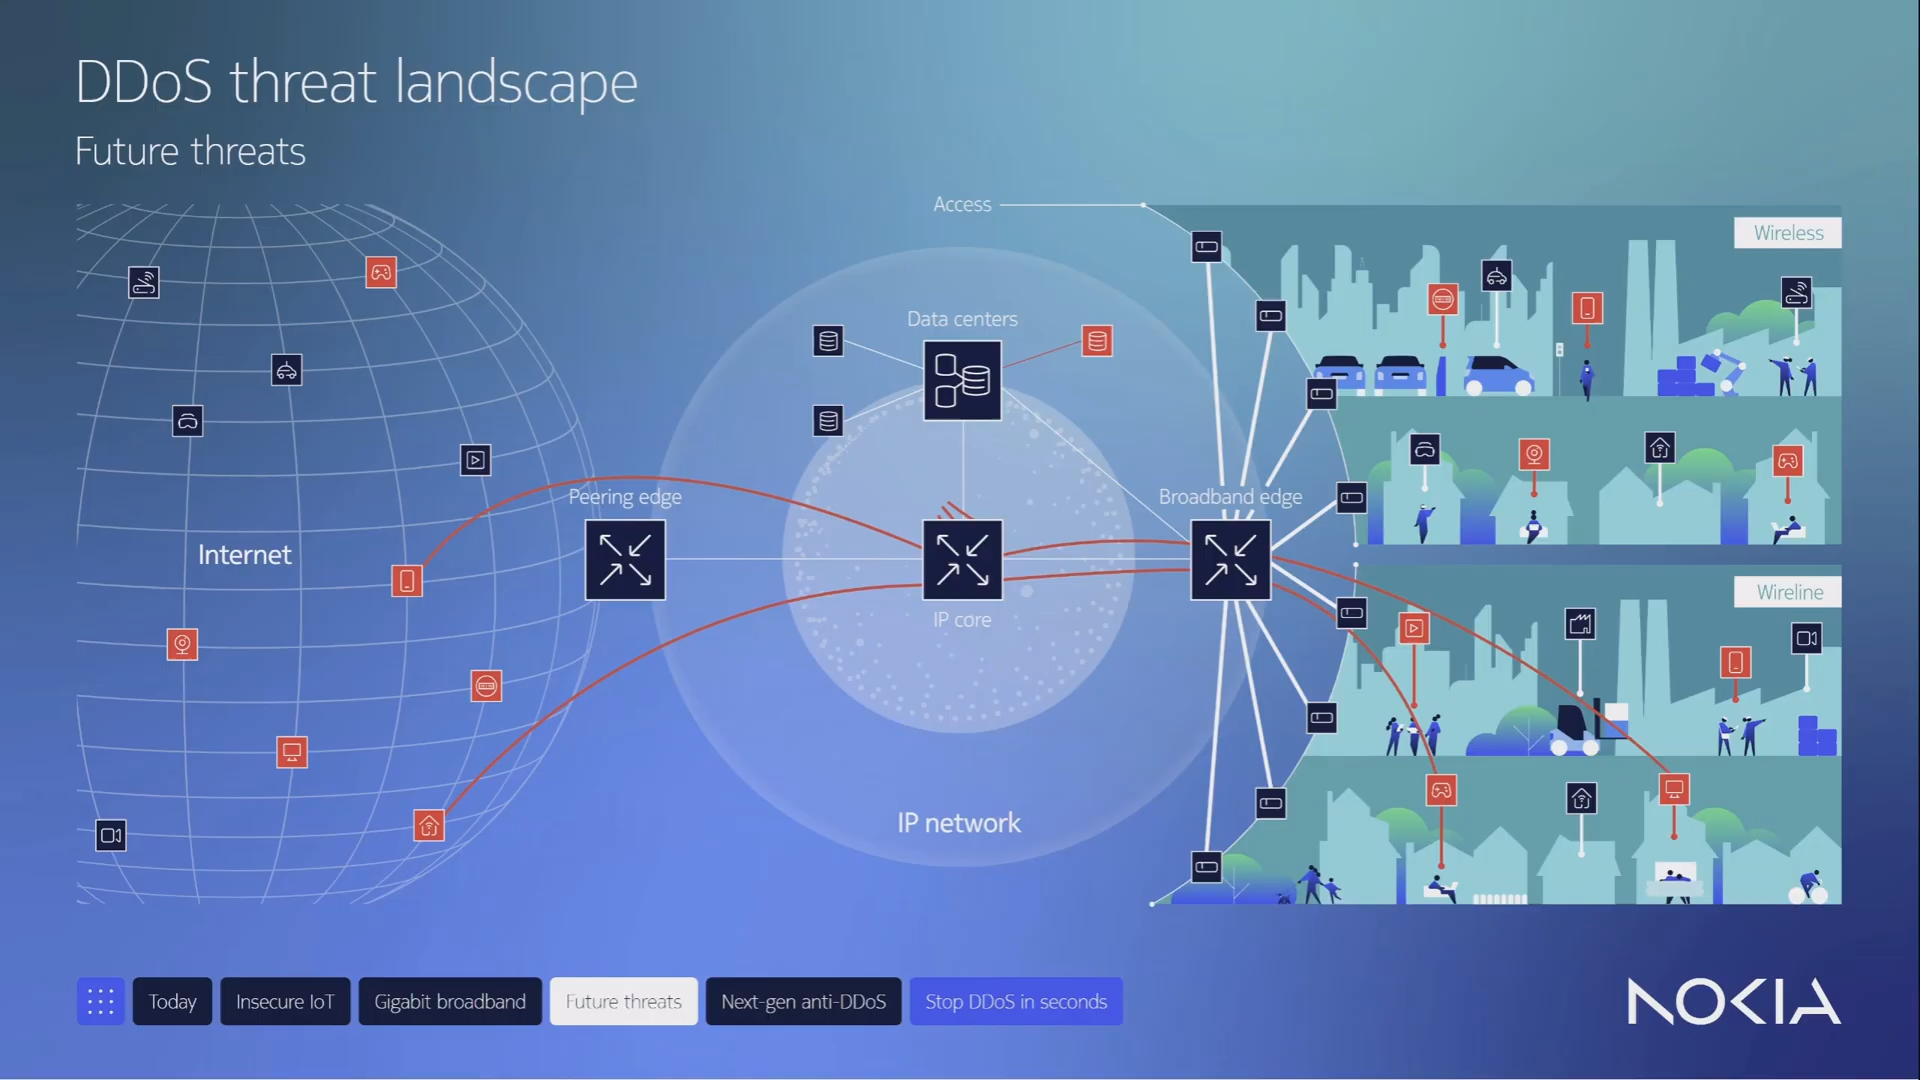 DDoS threat landscape
Future threats
Access
Wireless
Data centers
Peering edge
Broadband edge
Internet
Wireline
IP core
IP network
Today
Insecure IoT
Gigabit broadband
Future threats
Next-gen anti-DDoS
Stop DDoS in seconds
NOKIA